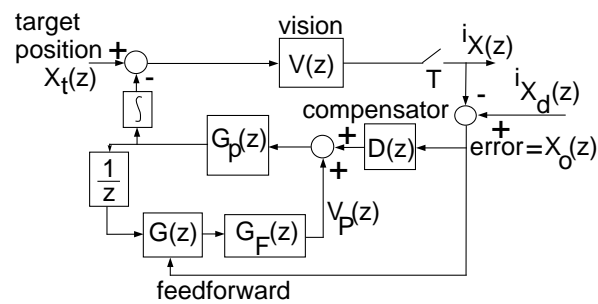 target
position
X_t(z)
+
-
vision
V(z)
T
i_X(z)
-
i_X_d(z)
+
error=X_o(z)
compensator
D(z)
+
+
G_p(z)
∫
1/z
G(z)
G_F(z)
V_P(z)
feedforward